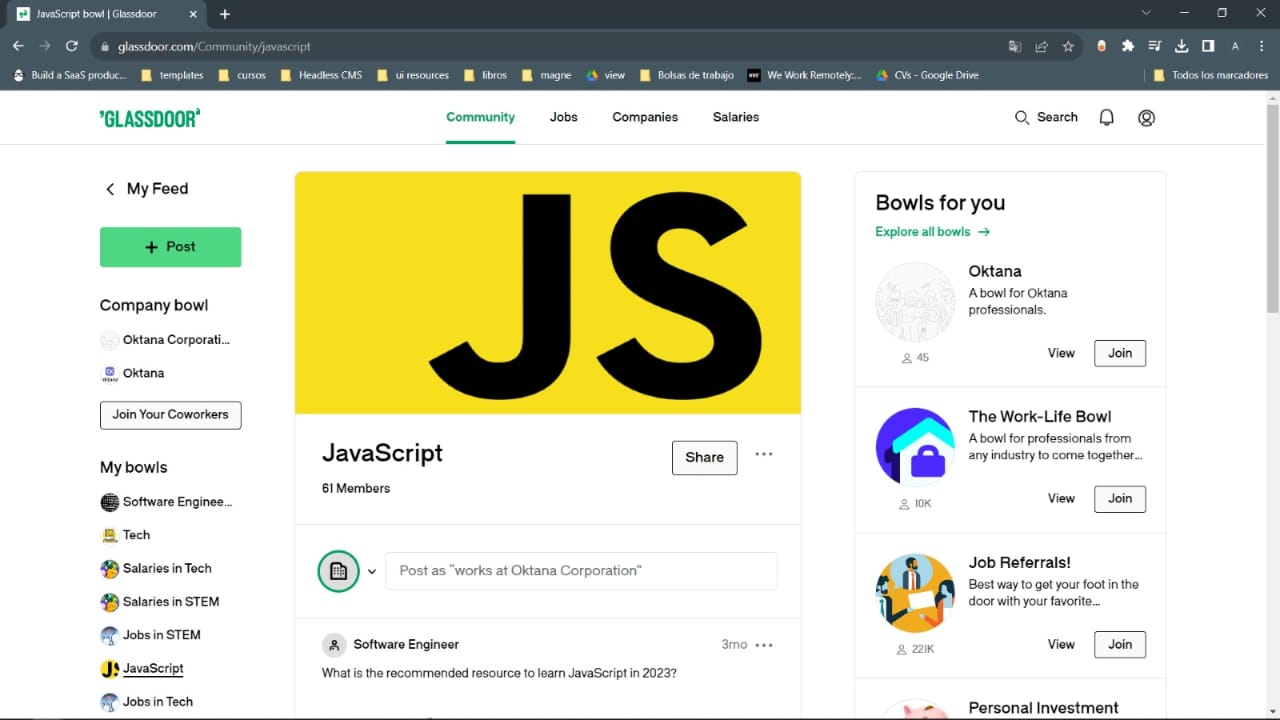 JavaScript bowl | Glassdoor
glassdoor.com/Community/javascript
A
Build a SaaS produc...
templates
cursos
Headless CMS
ui resources
libros
magne
view
Bolsas de trabajo
We Work Remotely:...
CVs - Google Drive
Todos los marcadores
GLASSDOOR
Community
Jobs
Companies
Salaries
Search
My Feed
+ Post
Company bowl
Oktana Corporati...
Oktana
Join Your Coworkers
My bowls
Software Enginee...
Tech
Salaries in Tech
Salaries in STEM
Jobs in STEM
JavaScript
Jobs in Tech
JS
JavaScript
61 Members
Share
Post as "works at Oktana Corporation"
Software Engineer
3mo
What is the recommended resource to learn JavaScript in 2023?
Bowls for you
Explore all bowls
Oktana
A bowl for Oktana
professionals.
45
View
Join
The Work-Life Bowl
A bowl for professionals from
any industry to come together...
10K
View
Join
Job Referrals!
Best way to get your foot in the
door with your favorite...
221K
View
Join
Personal Investment